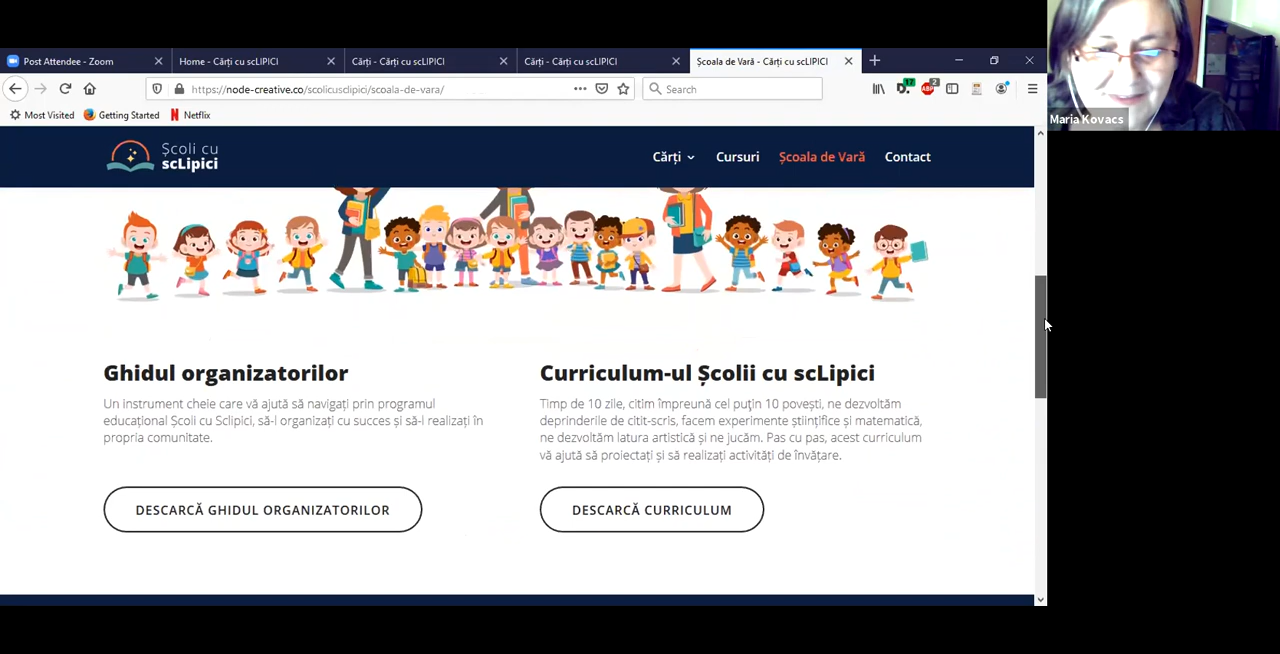 Post Attendee - Zoom
Home - Cărți cu scLIPICI
Cărți - Cărți cu scLIPICI
Cărți - Cărți cu scLIPICI
Școala de Vară - Cărți cu scLIPICI
https://node-creative.co/scolicusclipici/scoala-de-vara/
Search
17
ABP
2
Most Visited
Getting Started
Netflix
Maria Kovacs
Școli cu
scLipici
Cărți
Cursuri
Școala de Vară
Contact
Ghidul organizatorilor
Un instrument cheie care vă ajută să navigați prin programul
educațional Școli cu Sclipici, să-l organizați cu succes și să-l realizați în
propria comunitate.
DESCARCĂ GHIDUL ORGANIZATORILOR
Curriculum-ul Școlii cu scLipici
Timp de 10 zile, citim împreună cel puţin 10 povești, ne dezvoltăm
deprinderile de citit-scris, facem experimente științifice și matematică,
ne dezvoltăm latura artistică și ne jucăm. Pas cu pas, acest curriculum
vă ajută să proiectați și să realizați activități de învățare.
DESCARCĂ CURRICULUM